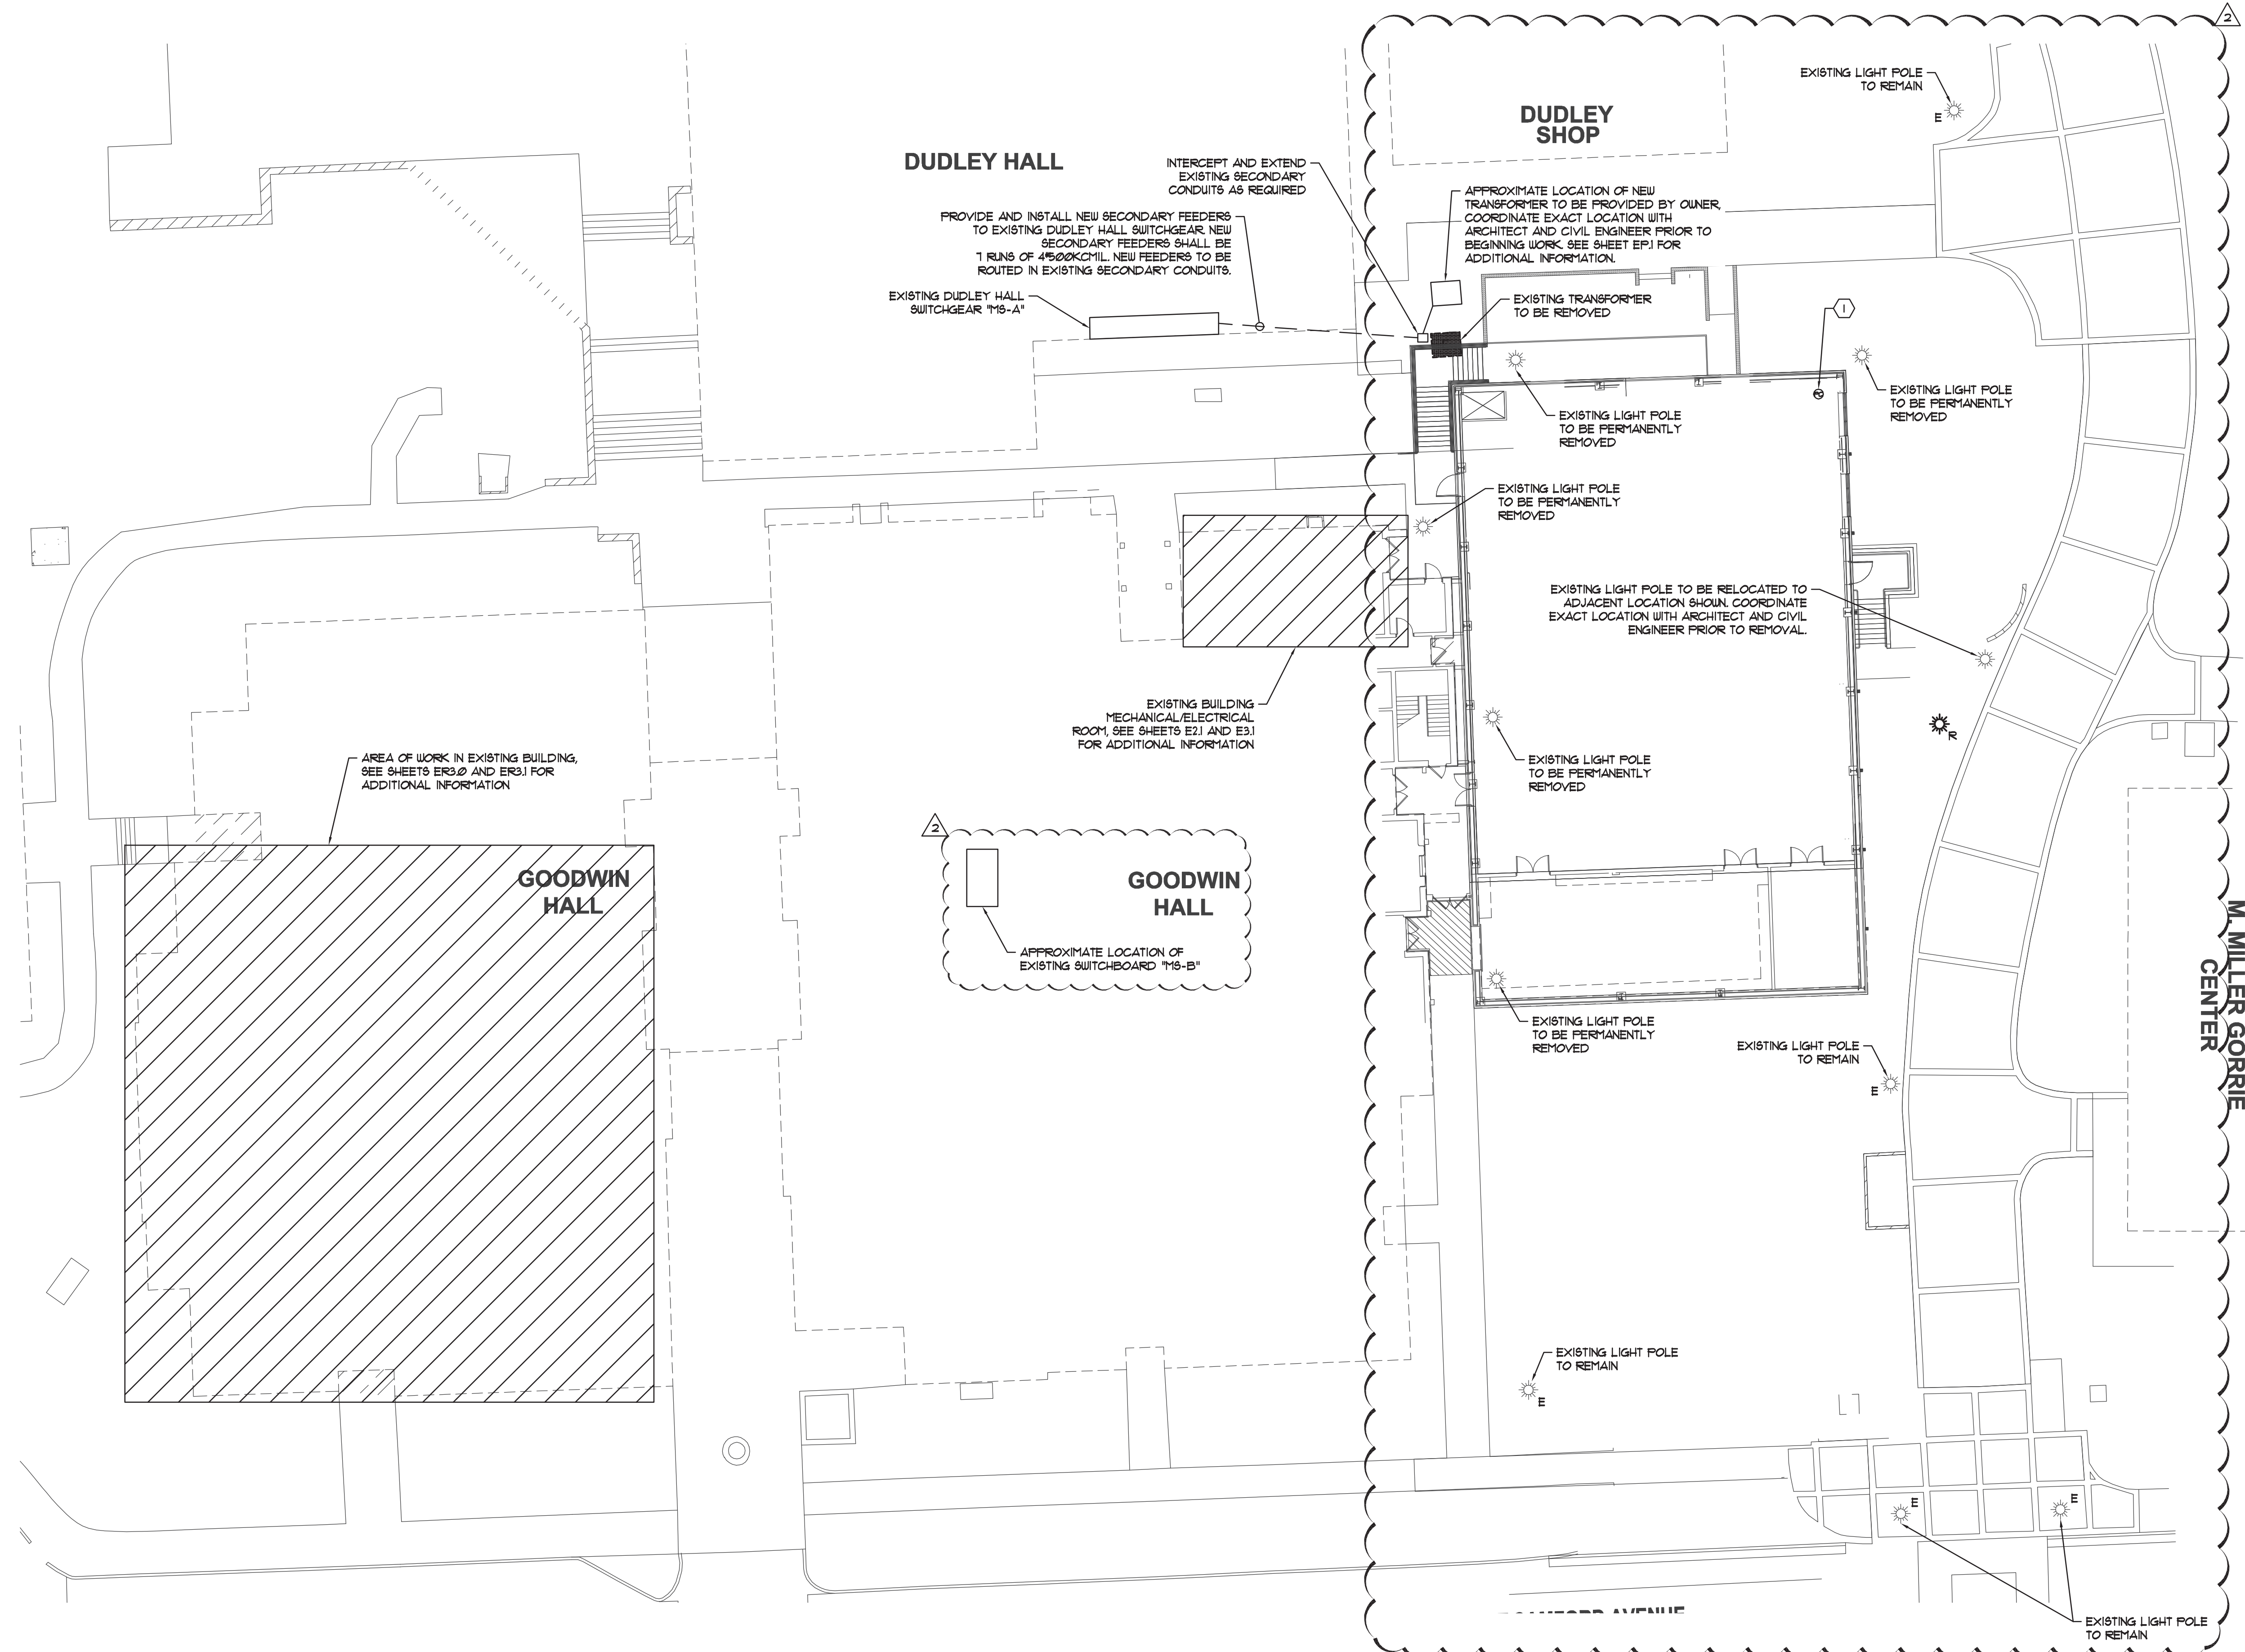 2
EXISTING LIGHT POLE
TO REMAIN
E
DUDLEY
SHOP
DUDLEY HALL
INTERCEPT AND EXTEND
EXISTING SECONDARY
CONDUITS AS REQUIRED
APPROXIMATE LOCATION OF NEW
TRANSFORMER TO BE PROVIDED BY OWNER,
COORDINATE EXACT LOCATION WITH
ARCHITECT AND CIVIL ENGINEER PRIOR TO
BEGINNING WORK. SEE SHEET EP.1 FOR
ADDITIONAL INFORMATION.
PROVIDE AND INSTALL NEW SECONDARY FEEDERS
TO EXISTING DUDLEY HALL SWITCHGEAR. NEW
SECONDARY FEEDERS SHALL BE
7 RUNS OF 4#500KCMIL. NEW FEEDERS TO BE
ROUTED IN EXISTING SECONDARY CONDUITS.
EXISTING DUDLEY HALL
SWITCHGEAR "MS-A"
EXISTING TRANSFORMER
TO BE REMOVED
1
EXISTING LIGHT POLE
TO BE PERMANENTLY
REMOVED
EXISTING LIGHT POLE
TO BE PERMANENTLY
REMOVED
EXISTING LIGHT POLE
TO BE PERMANENTLY
REMOVED
EXISTING LIGHT POLE TO BE RELOCATED TO
ADJACENT LOCATION SHOWN. COORDINATE
EXACT LOCATION WITH ARCHITECT AND CIVIL
ENGINEER PRIOR TO REMOVAL.
EXISTING BUILDING
MECHANICAL/ELECTRICAL
ROOM, SEE SHEETS E2.1 AND E3.1
FOR ADDITIONAL INFORMATION
R
AREA OF WORK IN EXISTING BUILDING,
SEE SHEETS ER3.0 AND ER3.1 FOR
ADDITIONAL INFORMATION
EXISTING LIGHT POLE
TO BE PERMANENTLY
REMOVED
2
GOODWIN
HALL
GOODWIN
HALL
APPROXIMATE LOCATION OF
EXISTING SWITCHBOARD "MS-B"
M. MILLER GORRIE
CENTER
EXISTING LIGHT POLE
TO BE PERMANENTLY
REMOVED
EXISTING LIGHT POLE
TO REMAIN
E
EXISTING LIGHT POLE
TO REMAIN
E
E
E
AVENUE
EXISTING LIGHT POLE
TO REMAIN